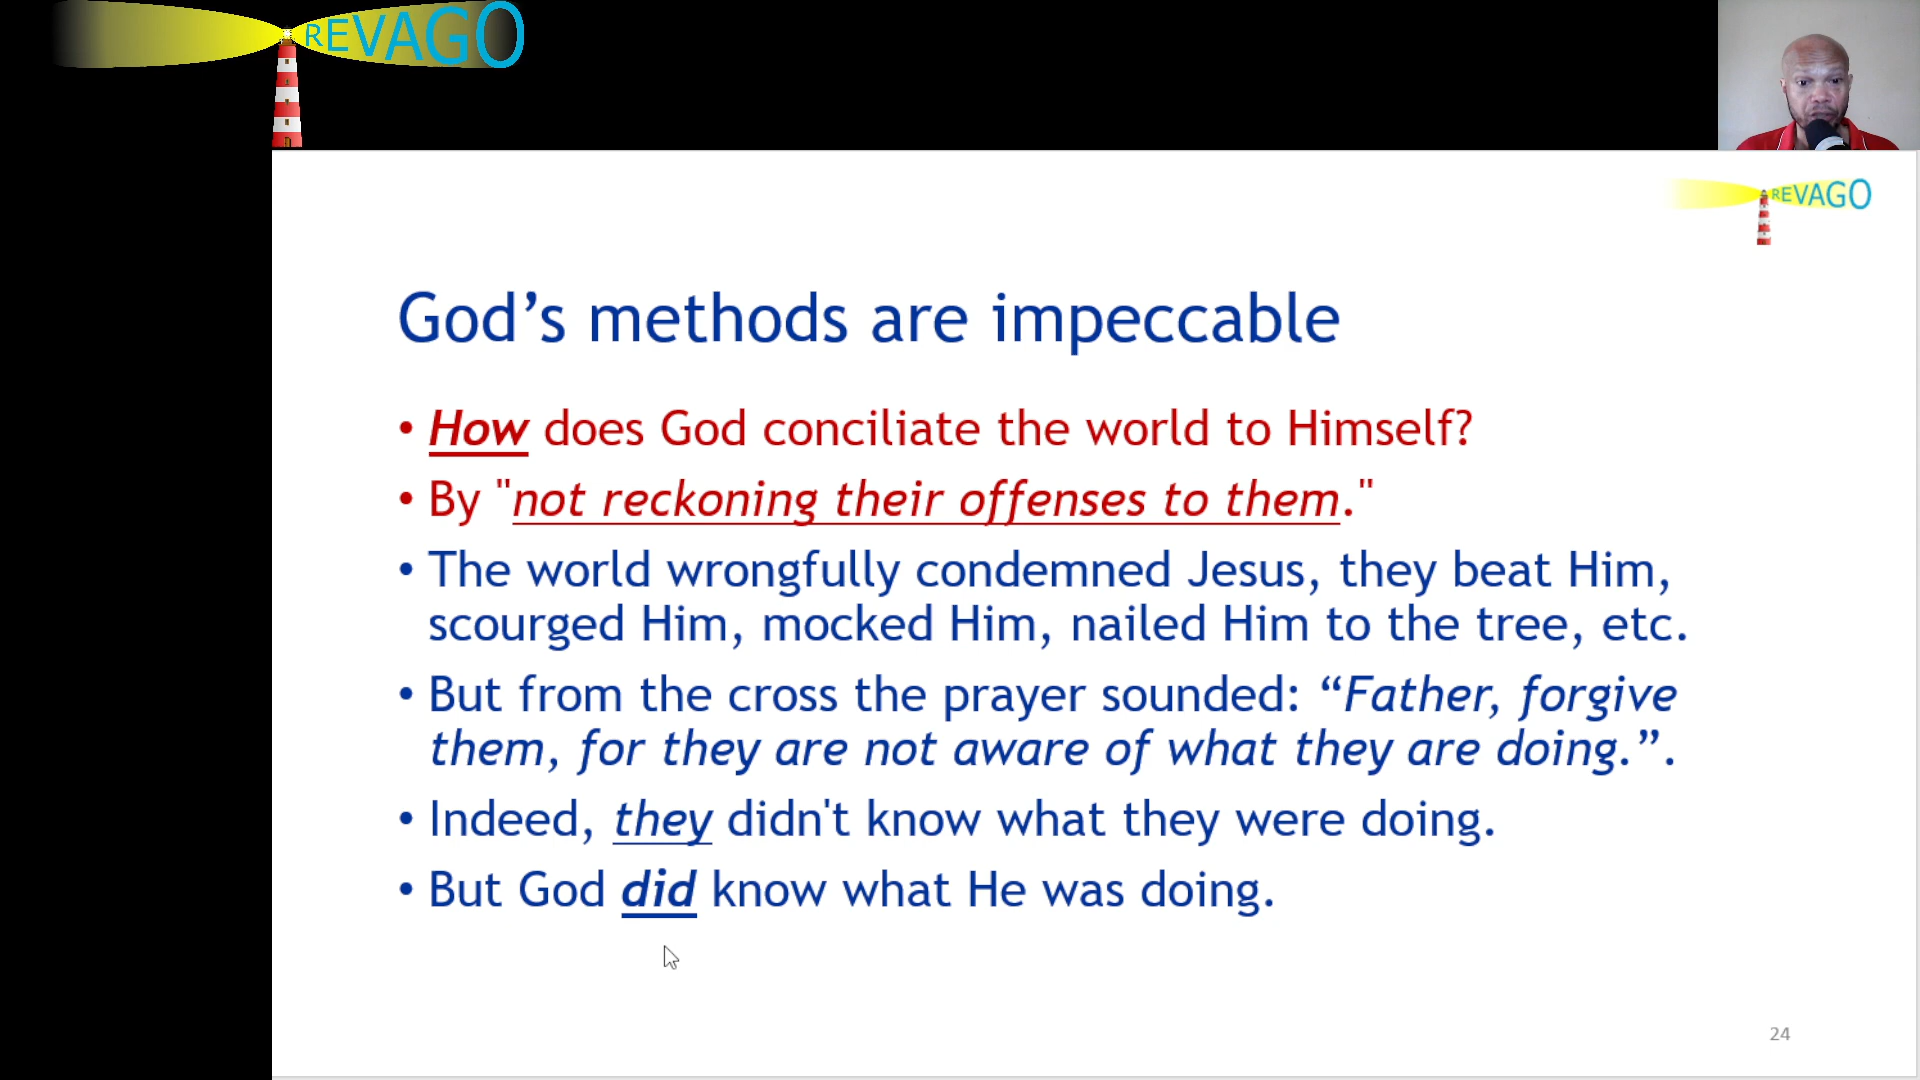 REVAGO
REVAGO
God’s methods are impeccable
• How does God conciliate the world to Himself?
• By "not reckoning their offenses to them."
• The world wrongfully condemned Jesus, they beat Him,
scourged Him, mocked Him, nailed Him to the tree, etc.
• But from the cross the prayer sounded: “Father, forgive
them, for they are not aware of what they are doing.”.
• Indeed, they didn't know what they were doing.
• But God did know what He was doing.
24